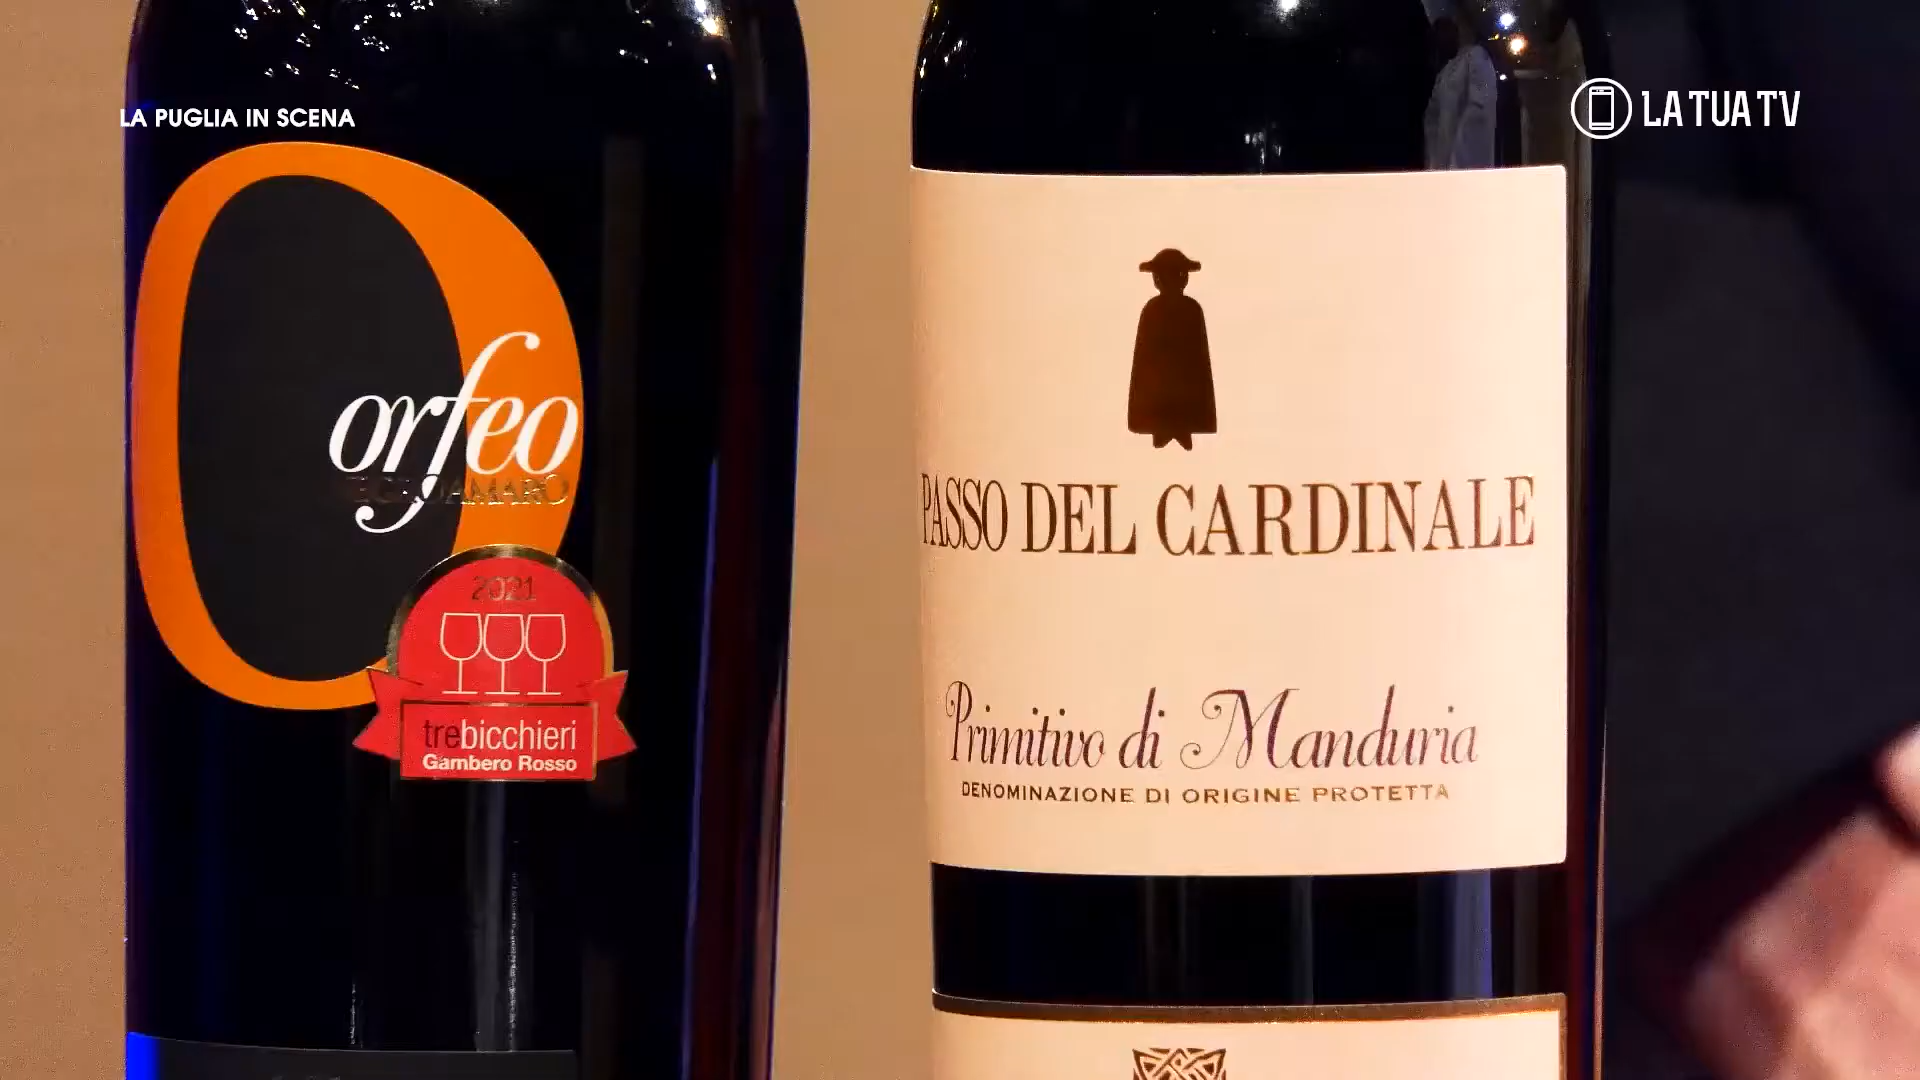 LA PUGLIA IN SCENA
LA TUA TV
orfeo
NEGROAMARO
2021
trebicchieri
Gambero Rosso
PASSO DEL CARDINALE
Primitivo di Manduria
DENOMINAZIONE DI ORIGINE PROTETTA